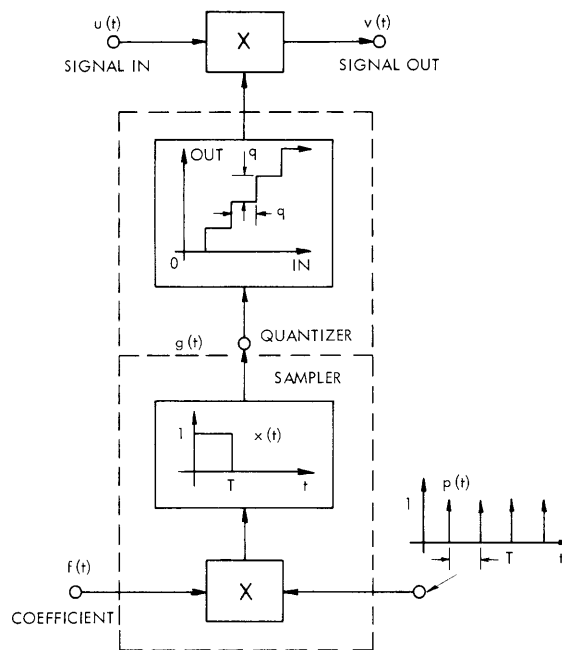 u(t)
v(t)
X
SIGNAL IN
SIGNAL OUT
OUT
q
q
0
IN
g(t)
QUANTIZER
SAMPLER
1
x(t)
T
t
p(t)
1
T
t
f(t)
X
COEFFICIENT